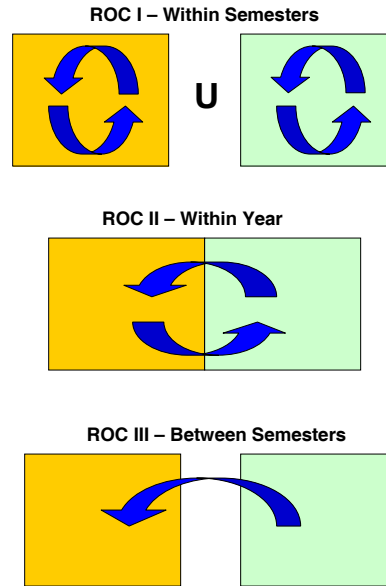 ROC I – Within Semesters
U
ROC II – Within Year
ROC III – Between Semesters